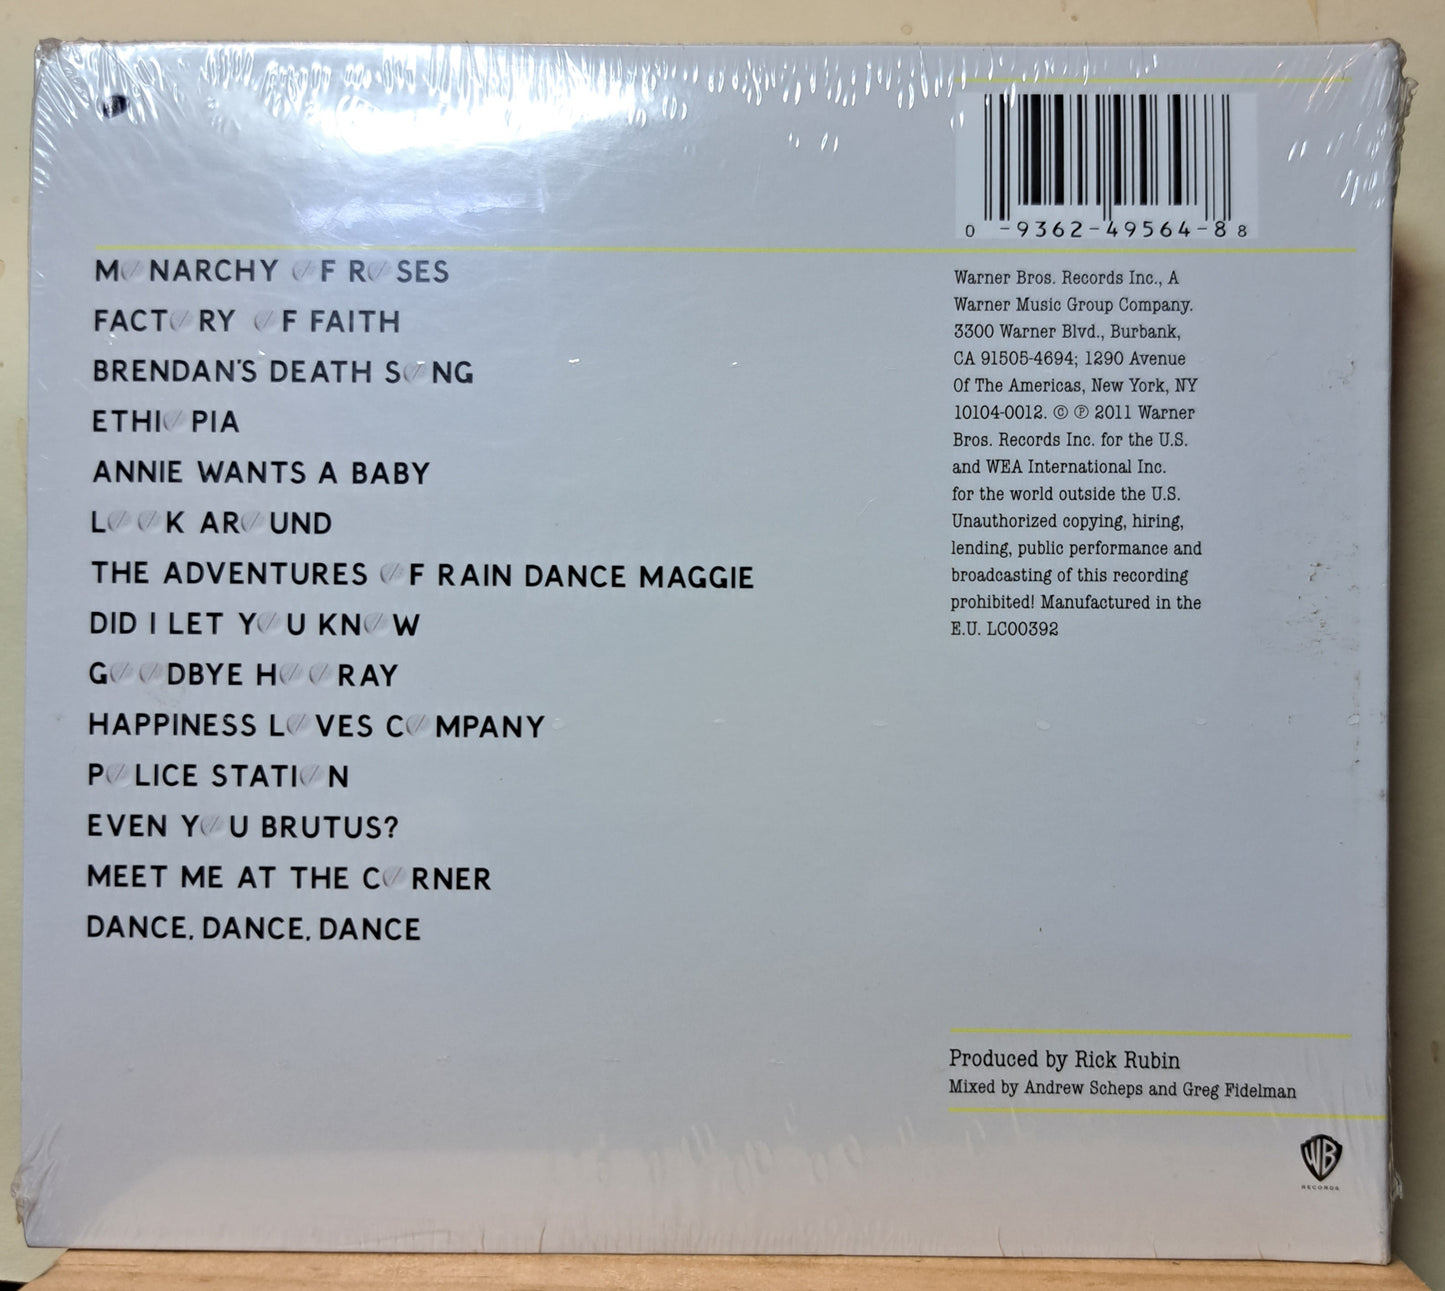 0 -9362-49564-8 8
MONARCHY OF ROSES
FACTORY OF FAITH
BRENDAN'S DEATH SONG
ETHIOPIA
ANNIE WANTS A BABY
LOOK AROUND
THE ADVENTURES OF RAIN DANCE MAGGIE
DID I LET YOU KNOW
GOODBYE HOORAY
HAPPINESS LOVES COMPANY
POLICE STATION
EVEN YOU BRUTUS?
MEET ME AT THE CORNER
DANCE, DANCE, DANCE
Warner Bros. Records Inc., A
Warner Music Group Company.
3300 Warner Blvd., Burbank,
CA 91505-4694; 1290 Avenue
Of The Americas, New York, NY
10104-0012. © ℗ 2011 Warner
Bros. Records Inc. for the U.S.
and WEA International Inc.
for the world outside the U.S.
Unauthorized copying, hiring,
lending, public performance and
broadcasting of this recording
prohibited! Manufactured in the
E.U. LC00392
Produced by Rick Rubin
Mixed by Andrew Scheps and Greg Fidelman
WB
RECORDS